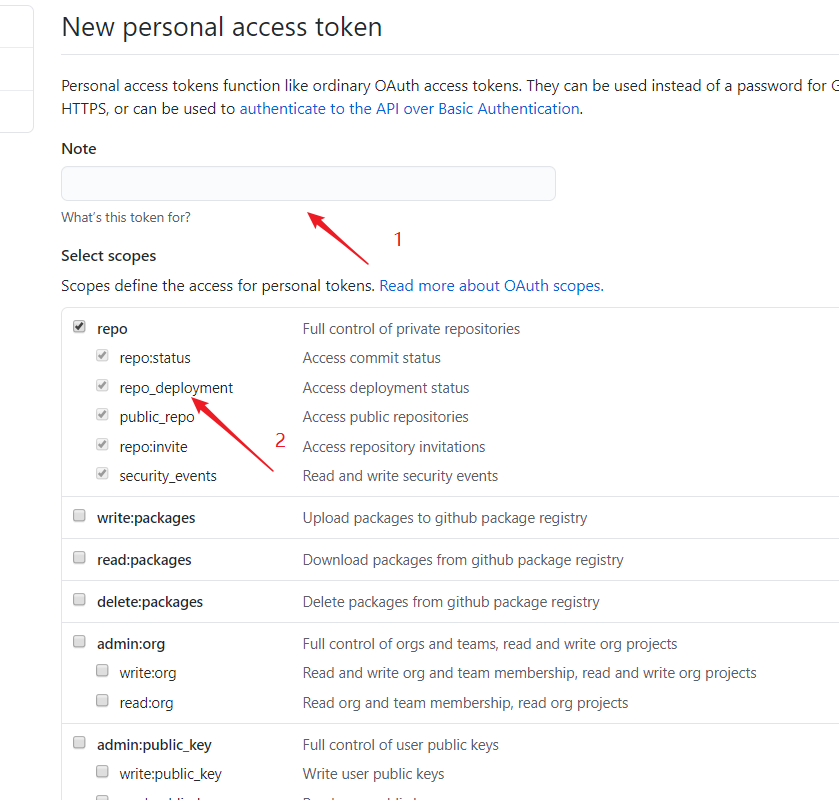 New personal access token
Personal access tokens function like ordinary OAuth access tokens. They can be used instead of a password for
HTTPS, or can be used to authenticate to the API over Basic Authentication.
Note
What's this token for?
1
Select scopes
Scopes define the access for personal tokens. Read more about OAuth scopes.
repo Full control of private repositories
repo:status Access commit status
repo_deployment Access deployment status
public_repo Access public repositories
2
repo:invite Access repository invitations
security_events Read and write security events
write:packages Upload packages to github package registry
read:packages Download packages from github package registry
delete:packages Delete packages from github package registry
admin:org Full control of orgs and teams, read and write org projects
write:org Read and write org and team membership, read and write org projects
read:org Read org and team membership, read org projects
admin:public_key Full control of user public keys
write:public_key Write user public keys